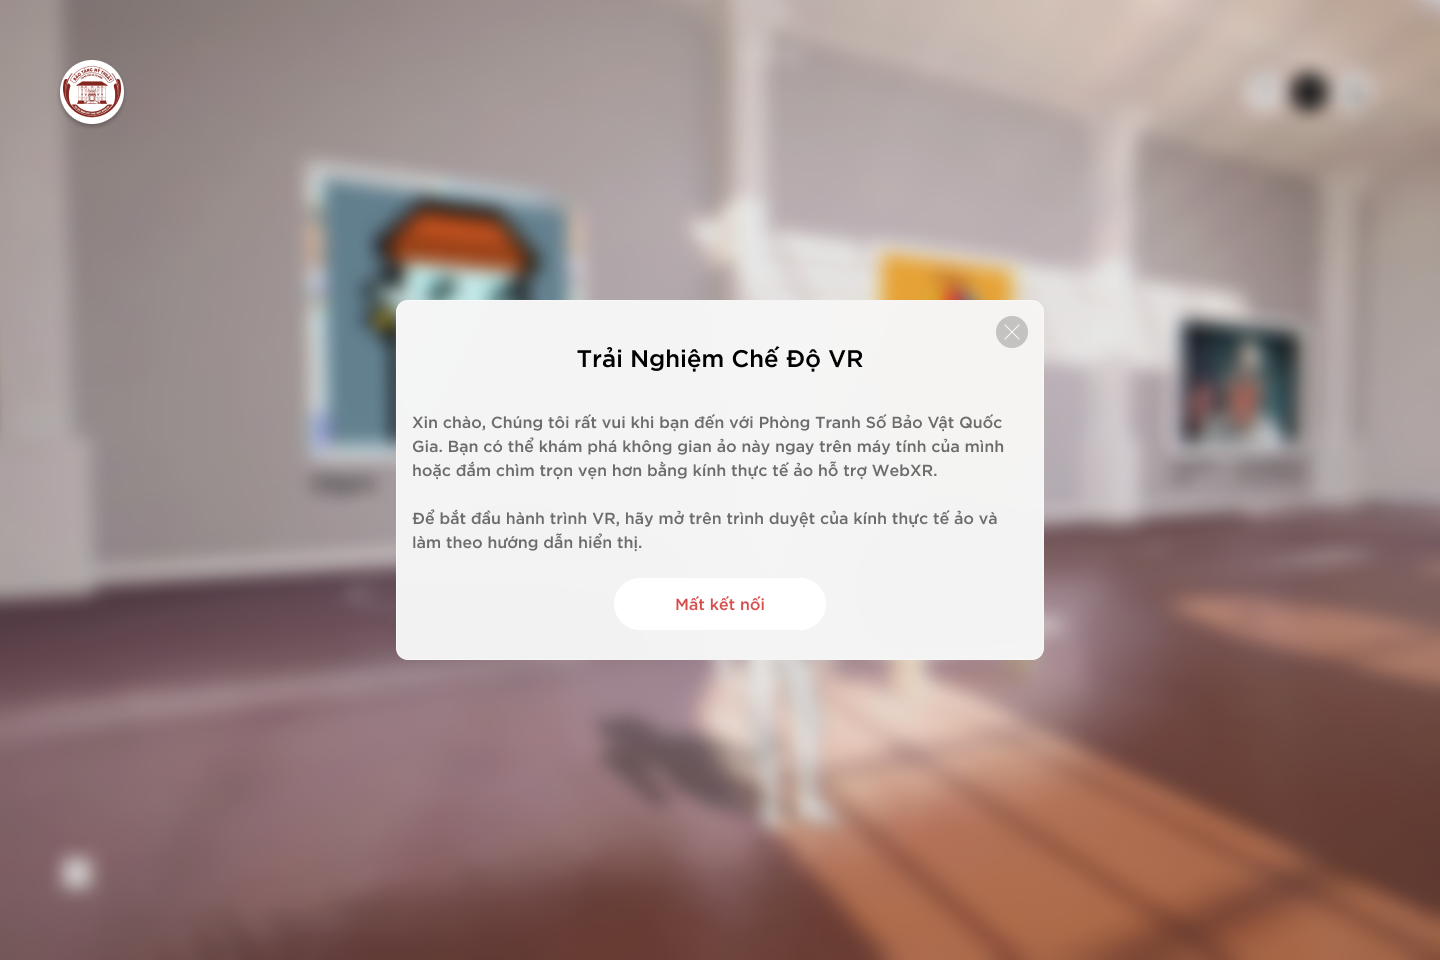 BẢO TÀNG MỸ THUẬT
Trải Nghiệm Chế Độ VR
Xin chào, Chúng tôi rất vui khi bạn đến với Phòng Tranh Số Bảo Vật Quốc
Gia. Bạn có thể khám phá không gian ảo này ngay trên máy tính của mình
hoặc đắm chìm trọn vẹn hơn bằng kính thực tế ảo hỗ trợ WebXR.
Để bắt đầu hành trình VR, hãy mở trên trình duyệt của kính thực tế ảo và
làm theo hướng dẫn hiển thị.
Mất kết nối